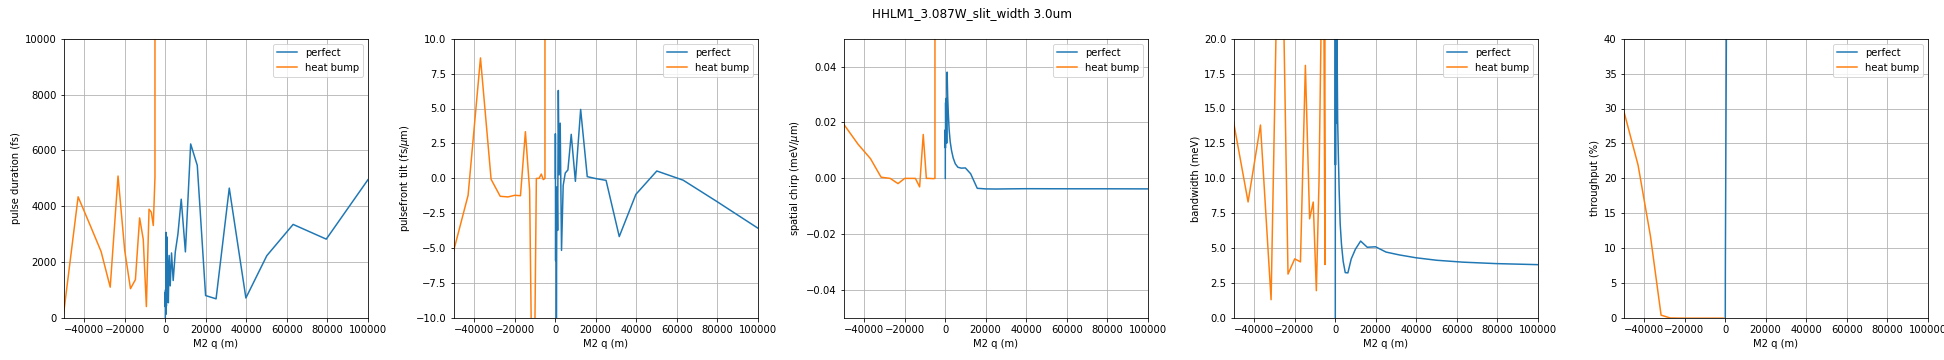 HHLM1_3.087W_slit_width 3.0um
pulse duration (fs)
10000
8000
6000
4000
2000
0
−40000 −20000 0 20000 40000 60000 80000 100000
M2 q (m)
perfect
heat bump
pulsefront tilt (fs/μm)
10.0
7.5
5.0
2.5
0.0
−2.5
−5.0
−7.5
−10.0
−40000 −20000 0 20000 40000 60000 80000 100000
M2 q (m)
perfect
heat bump
spatial chirp (meV/μm)
0.04
0.02
0.00
−0.02
−0.04
−40000 −20000 0 20000 40000 60000 80000 100000
M2 q (m)
perfect
heat bump
bandwidth (meV)
20.0
17.5
15.0
12.5
10.0
7.5
5.0
2.5
0.0
−40000 −20000 0 20000 40000 60000 80000 100000
M2 q (m)
perfect
heat bump
throughput (%)
40
35
30
25
20
15
10
5
0
−40000 −20000 0 20000 40000 60000 80000 100000
M2 q (m)
perfect
heat bump